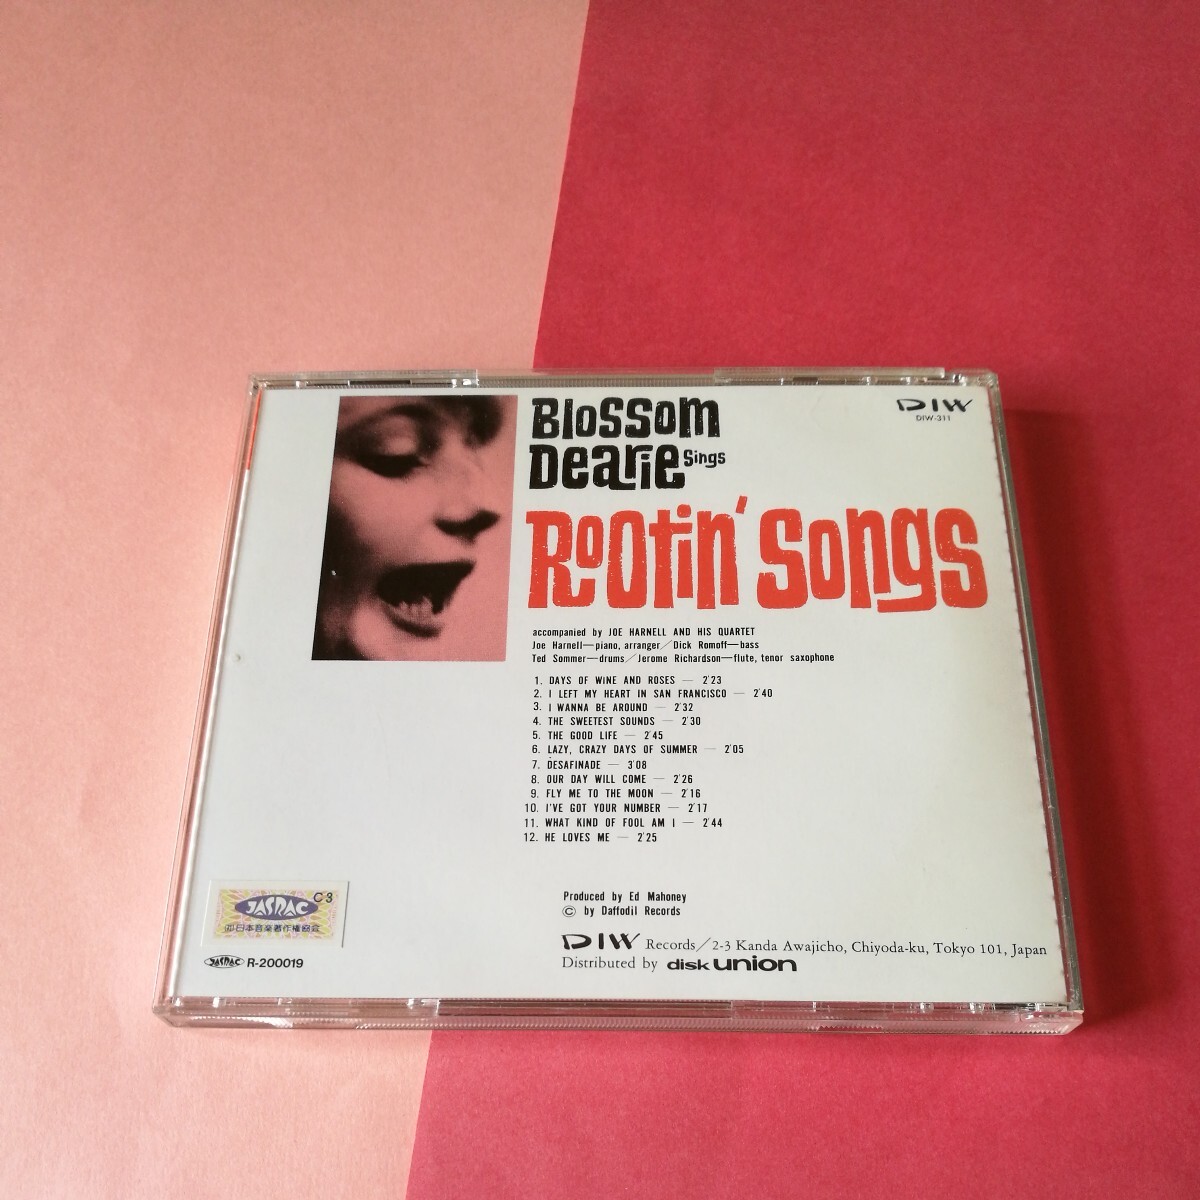 Blossom
Dearie Sings
Rootin' Songs
DIW
DIW-311
accompanied by JOE HARNELL AND HIS QUARTET
Joe Harnell—piano, arranger／Dick Romoff—bass
Ted Sommer—drums／Jerome Richardson—flute, tenor saxophone
1. DAYS OF WINE AND ROSES — 2'23
2. I LEFT MY HEART IN SAN FRANCISCO — 2'40
3. I WANNA BE AROUND — 2'32
4. THE SWEETEST SOUNDS — 2'30
5. THE GOOD LIFE — 2'45
6. LAZY, CRAZY DAYS OF SUMMER — 2'05
7. DESAFINADE — 3'08
8. OUR DAY WILL COME — 2'26
9. FLY ME TO THE MOON — 2'16
10. I'VE GOT YOUR NUMBER — 2'17
11. WHAT KIND OF FOOL AM I — 2'44
12. HE LOVES ME — 2'25
C3
JASRAC
㈳日本音楽著作権協会
JASRAC R-200019
Produced by Ed Mahoney
© by Daffodil Records
DIW Records／2-3 Kanda Awajicho, Chiyoda-ku, Tokyo 101, Japan
Distributed by disk union